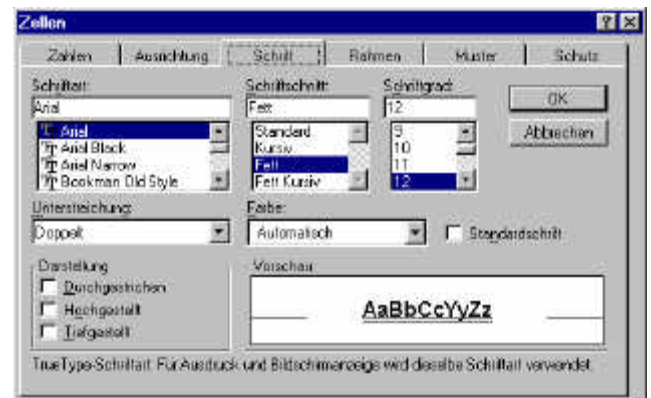 Zellen
Zahlen Ausrichtung Schrift Rahmen Muster Schutz
Schriftart: Schriftschnitt: Schriftgrad:
Arial Fett 12 OK
Arial Standard 9 Abbrechen
Arial Black Kursiv 10
Arial Narrow Fett 11
Bookman Old Style Fett Kursiv 12
Unterstreichung: Farbe:
Doppelt Automatisch Standardschrift
Darstellung Vorschau
Durchgestrichen
Hochgestellt AaBbCcYyZz
Tiefgestellt
TrueType-Schriftart. Für Ausdruck und Bildschirmanzeige wird dieselbe Schriftart verwendet.